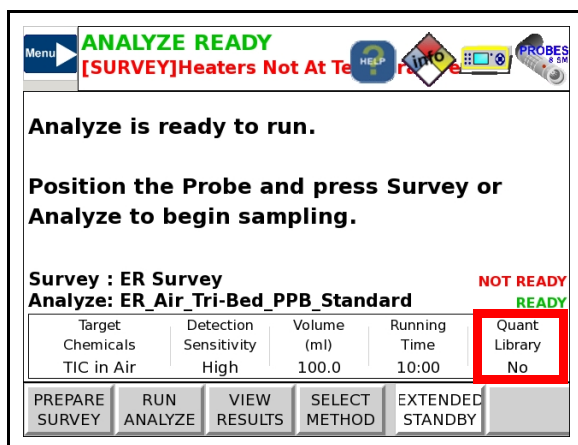 Menu
ANALYZE READY
[SURVEY]Heaters Not At
HELP
info
PROBES
& SM
Analyze is ready to run.
Position the Probe and press Survey or
Analyze to begin sampling.
Survey : ER Survey
NOT READY
Analyze: ER_Air_Tri-Bed_PPB_Standard
READY
Target Detection Volume Running Quant
Chemicals Sensitivity (ml) Time Library
TIC in Air High 100.0 10:00 No
PREPARE RUN VIEW SELECT EXTENDED
SURVEY ANALYZE RESULTS METHOD STANDBY